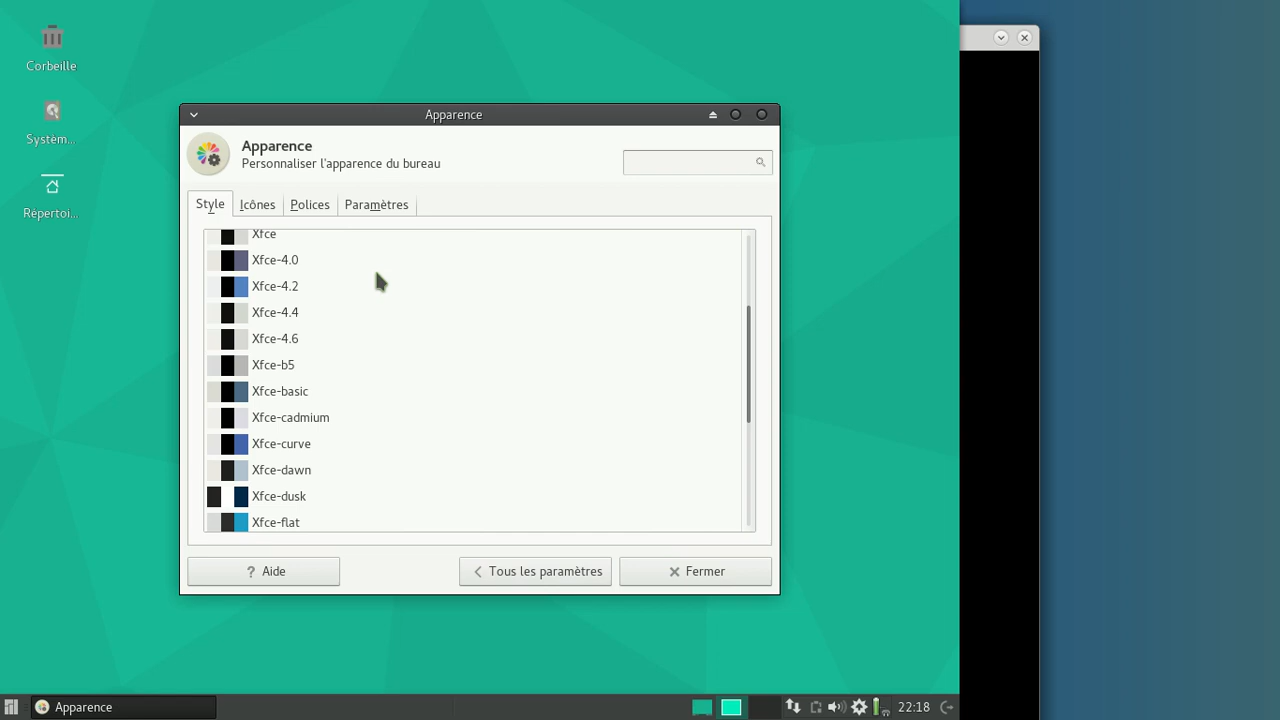 Corbeille
Systèm...
Répertoi...
Apparence
Apparence
Personnaliser l'apparence du bureau
Style Icônes Polices Paramètres
Xfce
Xfce-4.0
Xfce-4.2
Xfce-4.4
Xfce-4.6
Xfce-b5
Xfce-basic
Xfce-cadmium
Xfce-curve
Xfce-dawn
Xfce-dusk
Xfce-flat
? Aide
Tous les paramètres
Fermer
Apparence
22:18